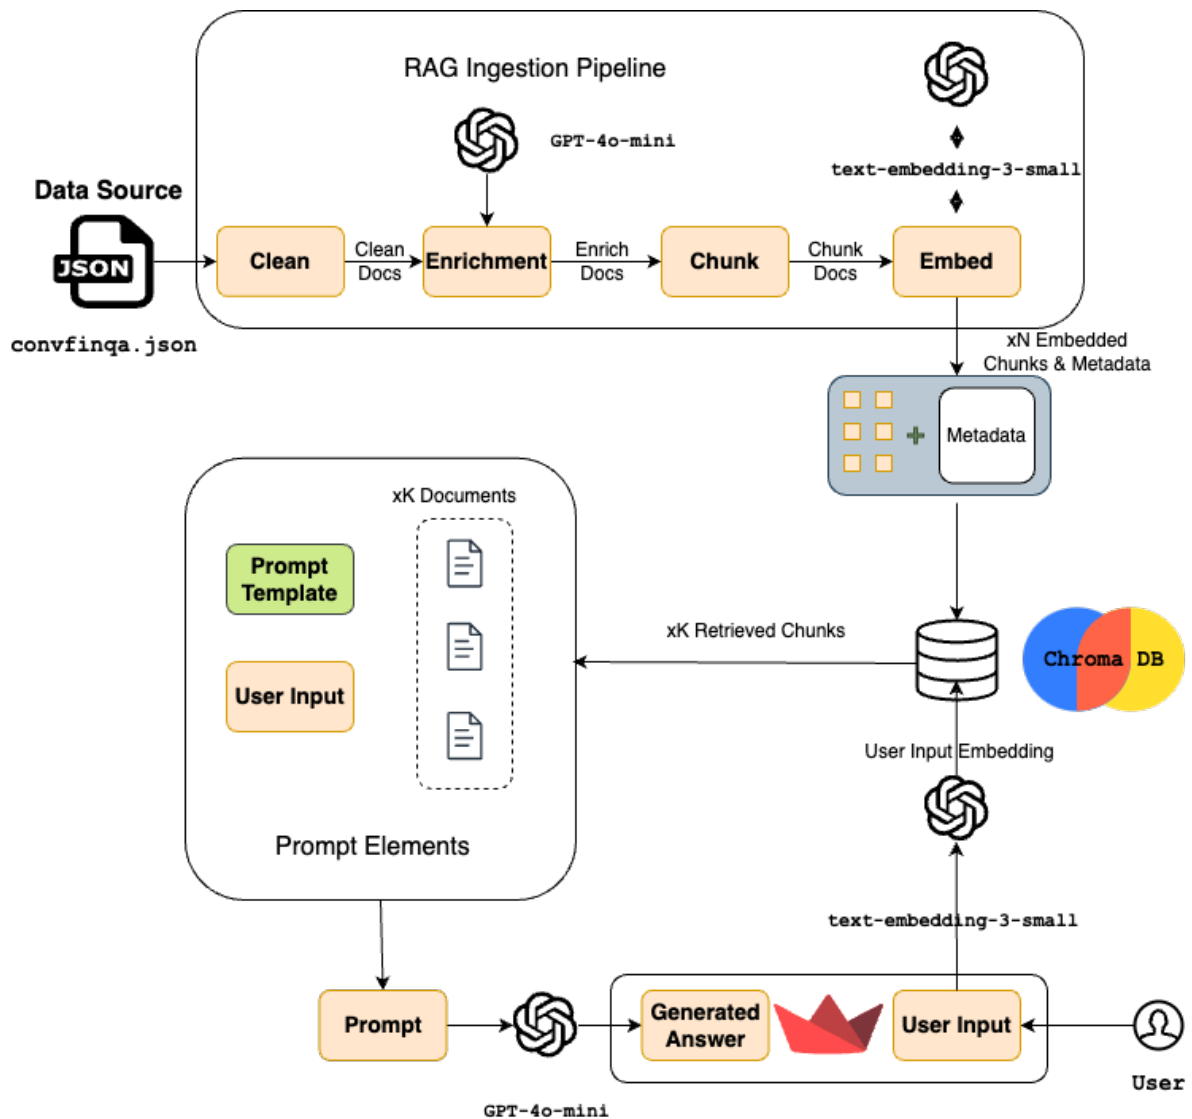 RAG Ingestion Pipeline
GPT-4o-mini
text-embedding-3-small
Data Source
JSON
convfinqa.json
Clean
Clean
Docs
Enrichment
Enrich
Docs
Chunk
Chunk
Docs
Embed
xN Embedded
Chunks & Metadata
Metadata
xK Documents
Prompt
Template
User Input
Prompt Elements
xK Retrieved Chunks
Chroma DB
User Input Embedding
text-embedding-3-small
Prompt
GPT-4o-mini
Generated
Answer
User Input
User